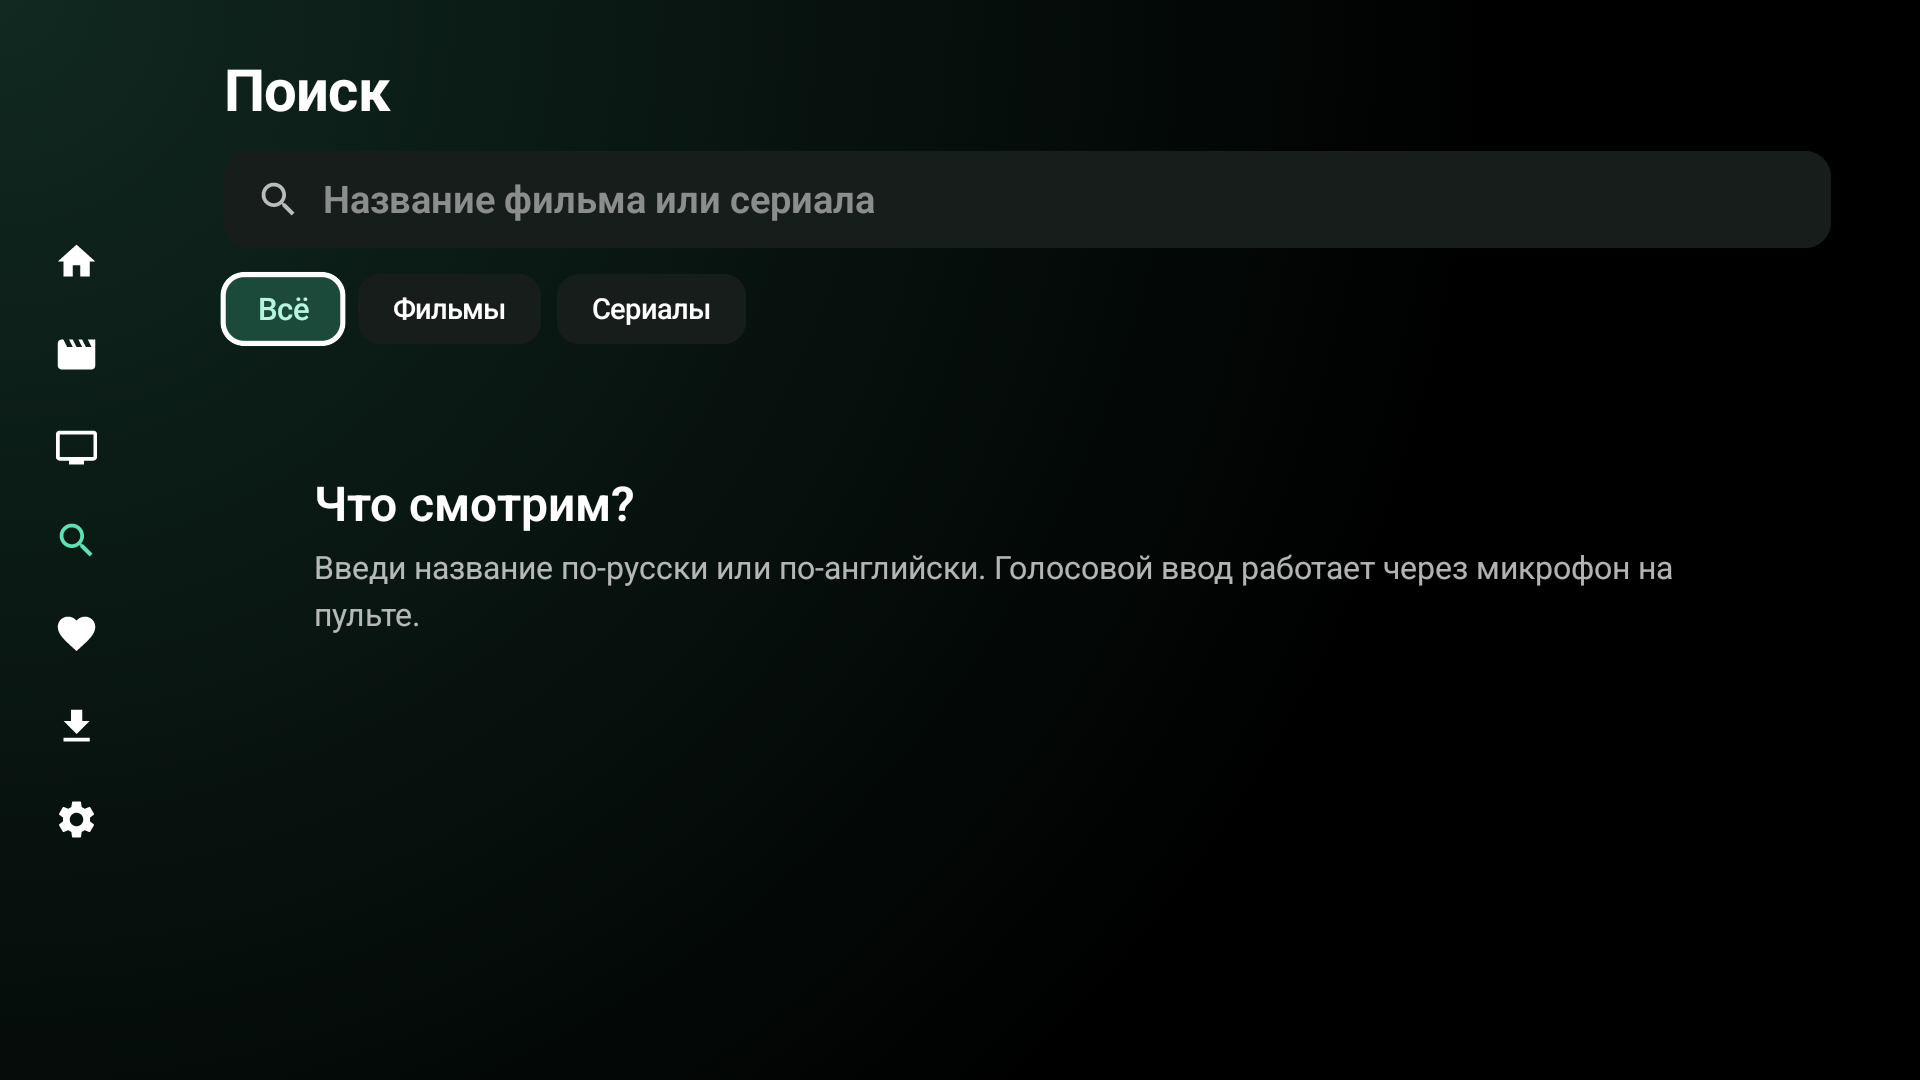 Поиск
Название фильма или сериала
Всё
Фильмы
Сериалы
Что смотрим?
Введи название по-русски или по-английски. Голосовой ввод работает через микрофон на
пульте.